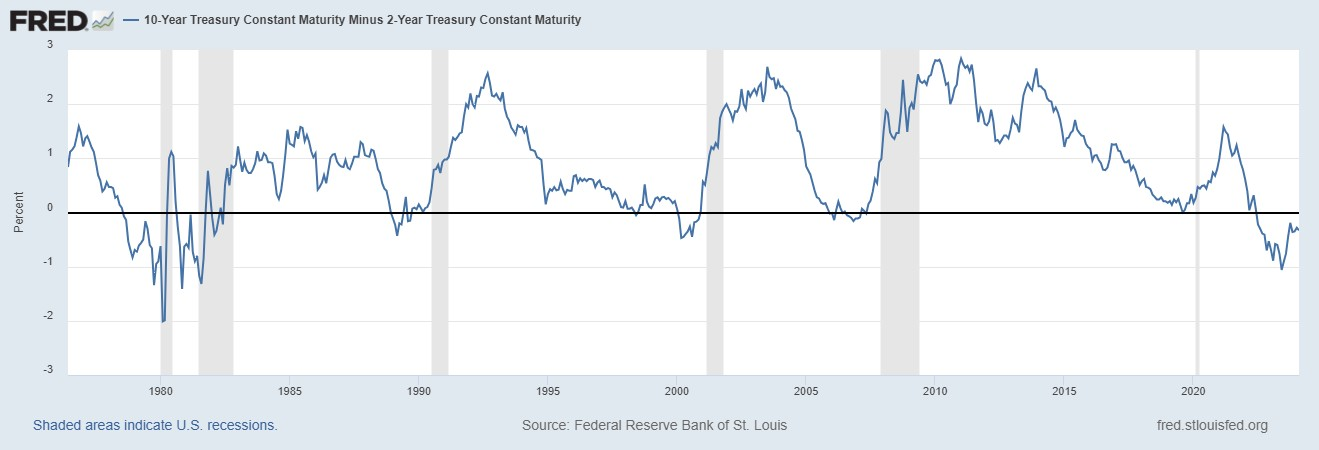 FRED
10-Year Treasury Constant Maturity Minus 2-Year Treasury Constant Maturity
3
2
1
0
-1
-2
-3
Percent
1980 1985 1990 1995 2000 2005 2010 2015 2020
Shaded areas indicate U.S. recessions. Source: Federal Reserve Bank of St. Louis fred.stlouisfed.org